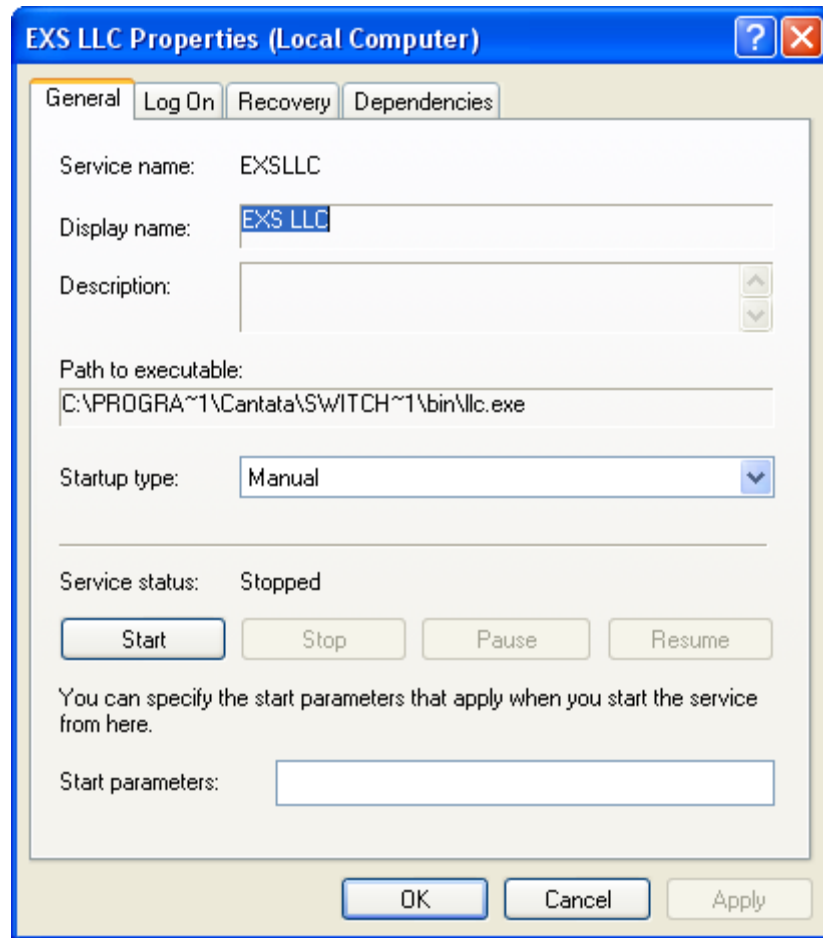 EXS LLC Properties (Local Computer)
General Log On Recovery Dependencies
Service name: EXSLLC
Display name: EXS LLC
Description:
Path to executable:
C:\PROGRA~1\Cantata\SWITCH~1\bin\llc.exe
Startup type: Manual
Service status: Stopped
Start Stop Pause Resume
You can specify the start parameters that apply when you start the service
from here.
Start parameters:
OK Cancel Apply